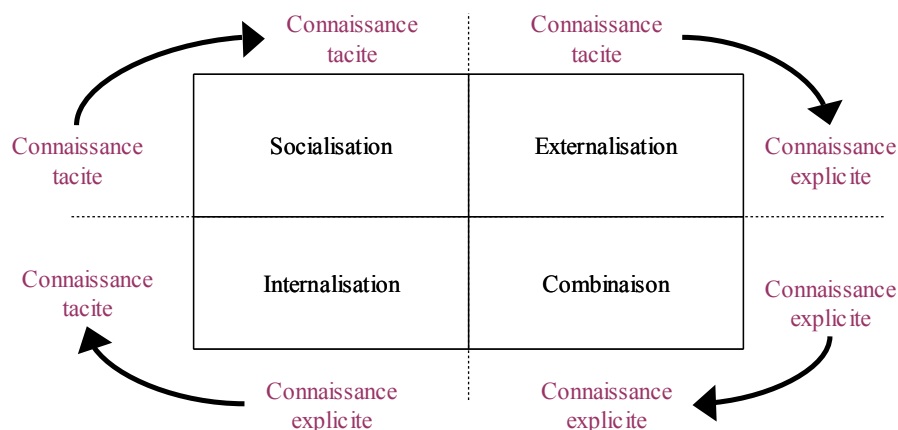 Connaissance
tacite
Connaissance
tacite
Connaissance
tacite
Socialisation
Externalisation
Connaissance
explicite
Connaissance
tacite
Internalisation
Combinaison
Connaissance
explicite
Connaissance
explicite
Connaissance
explicite